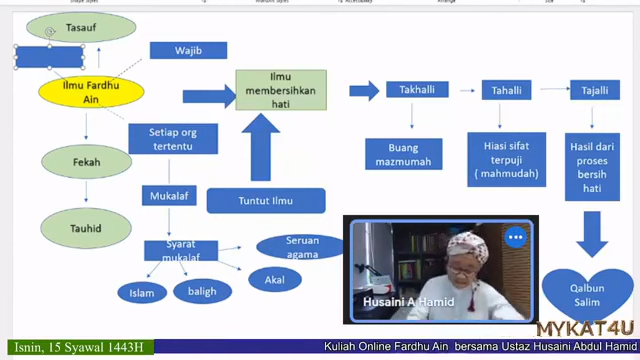 Tasauf
Wajib
Ilmu Fardhu
Ain
Ilmu
membersihkan
hati
Takhalli
Tahalli
Tajalli
Setiap org
tertentu
Buang
mazmumah
Hiasi sifat
terpuji
( mahmudah)
Hasil dari
proses
bersih
hati
Fekah
Mukalaf
Tuntut Ilmu
Tauhid
Syarat
mukalaf
Seruan
agama
Islam
baligh
Akal
Husaini A Hamid
Qalbun
Salim
MYKAT4U
Isnin, 15 Syawal 1443H
Kuliah Online Fardhu Ain bersama Ustaz Husaini Abdul Hamid